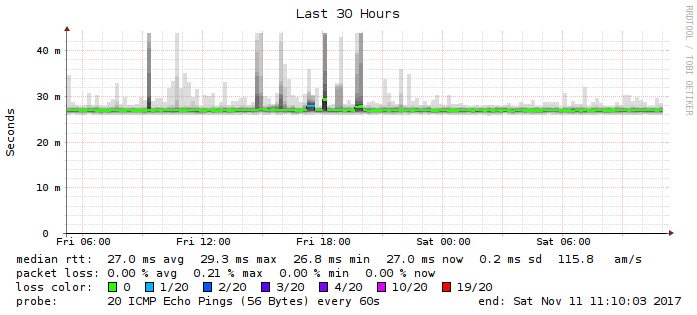 Last 30 Hours
RRDTOOL / TOBI OETIKER
Seconds
40 m
30 m
20 m
10 m
0
Fri 06:00 Fri 12:00 Fri 18:00 Sat 00:00 Sat 06:00
median rtt: 27.0 ms avg 29.3 ms max 26.8 ms min 27.0 ms now 0.2 ms sd 115.8 am/s
packet loss: 0.00 % avg 0.21 % max 0.00 % min 0.00 % now
loss color: 0 1/20 2/20 3/20 4/20 10/20 19/20
probe: 20 ICMP Echo Pings (56 Bytes) every 60s end: Sat Nov 11 11:10:03 2017